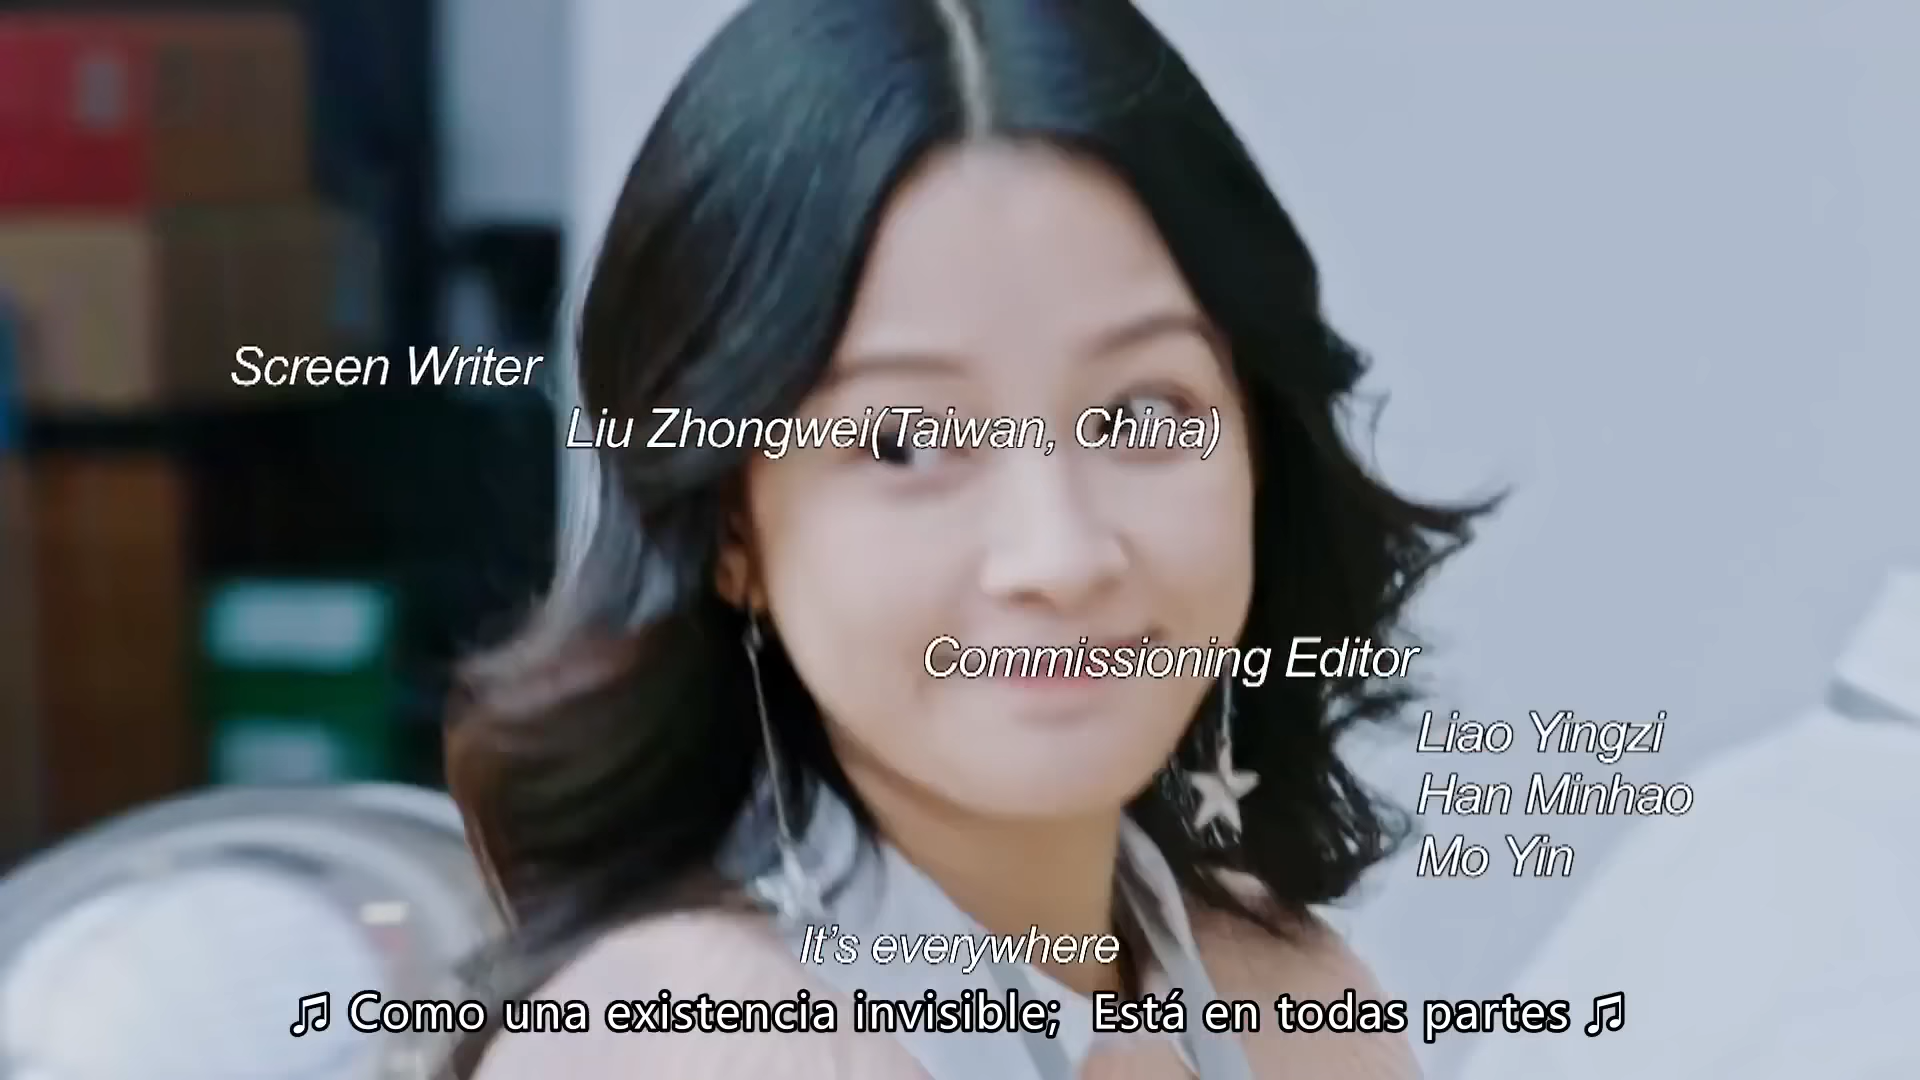 Screen Writer
Liu Zhongwei(Taiwan, China)
Commissioning Editor
Liao Yingzi
Han Minhao
Mo Yin
It's everywhere
♫ Como una existencia invisible;  Está en todas partes ♫